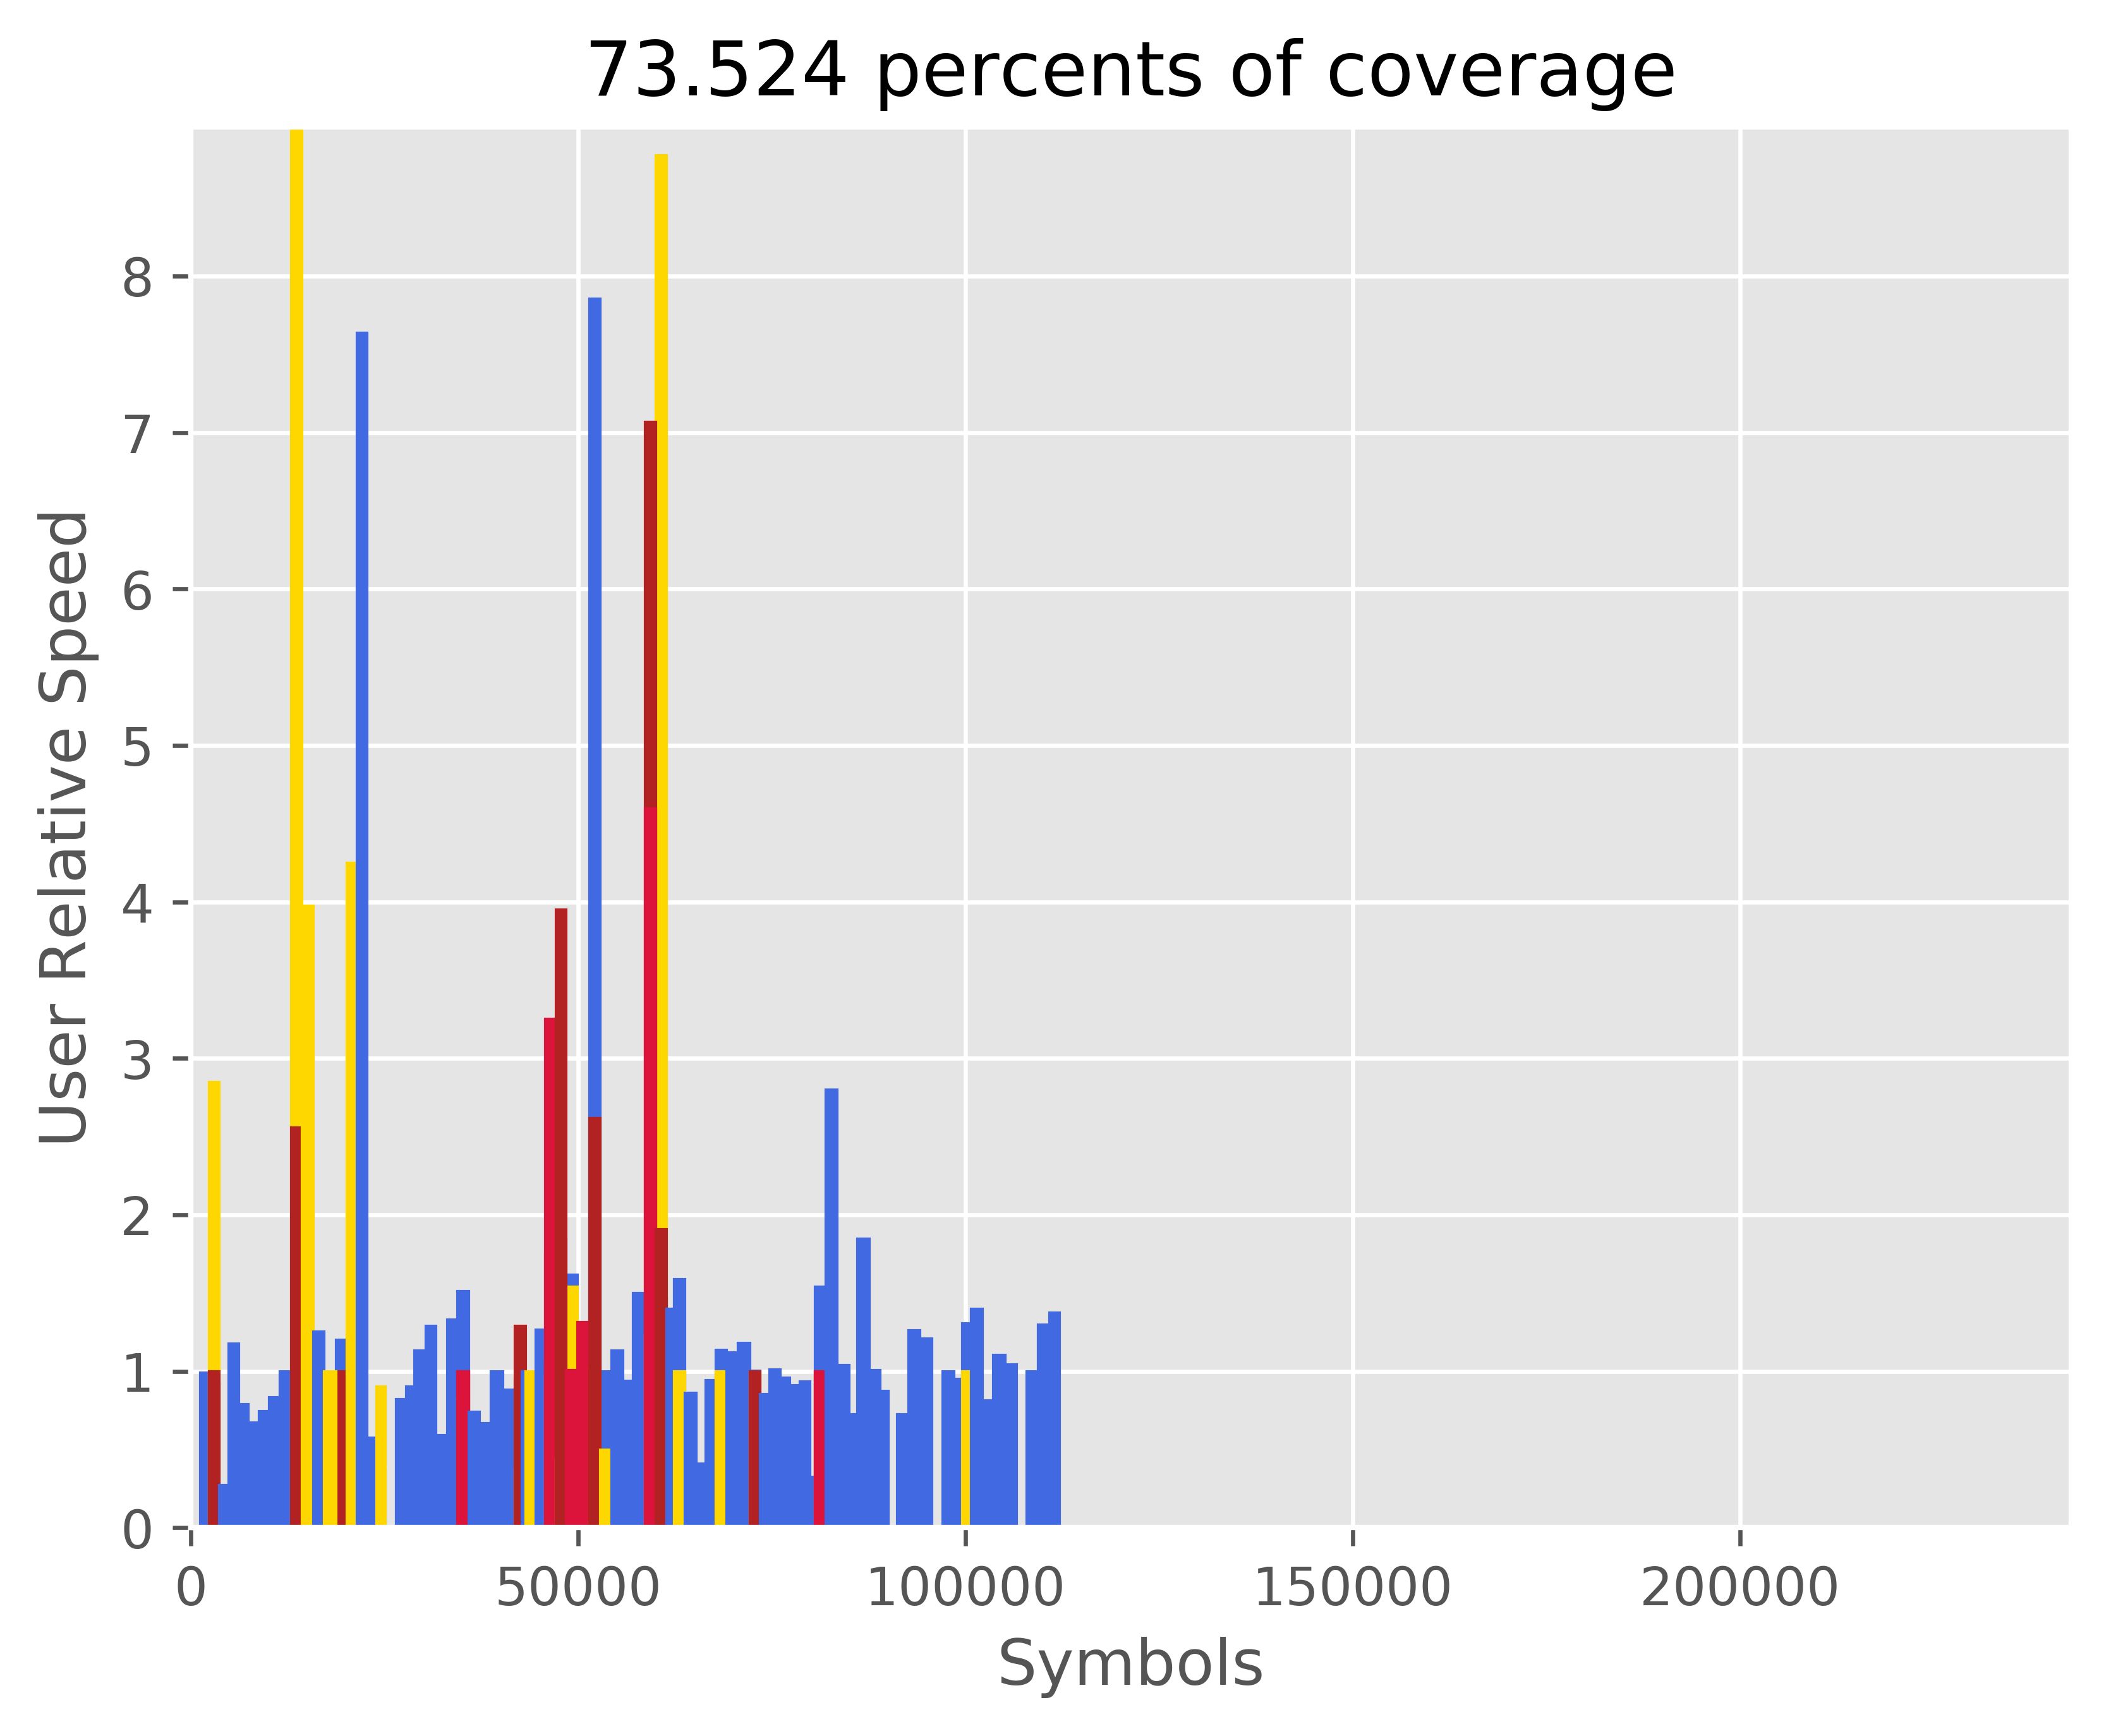 73.524 percents of coverage
User Relative Speed
8
7
6
5
4
3
2
1
0
0 50000 100000 150000 200000
Symbols